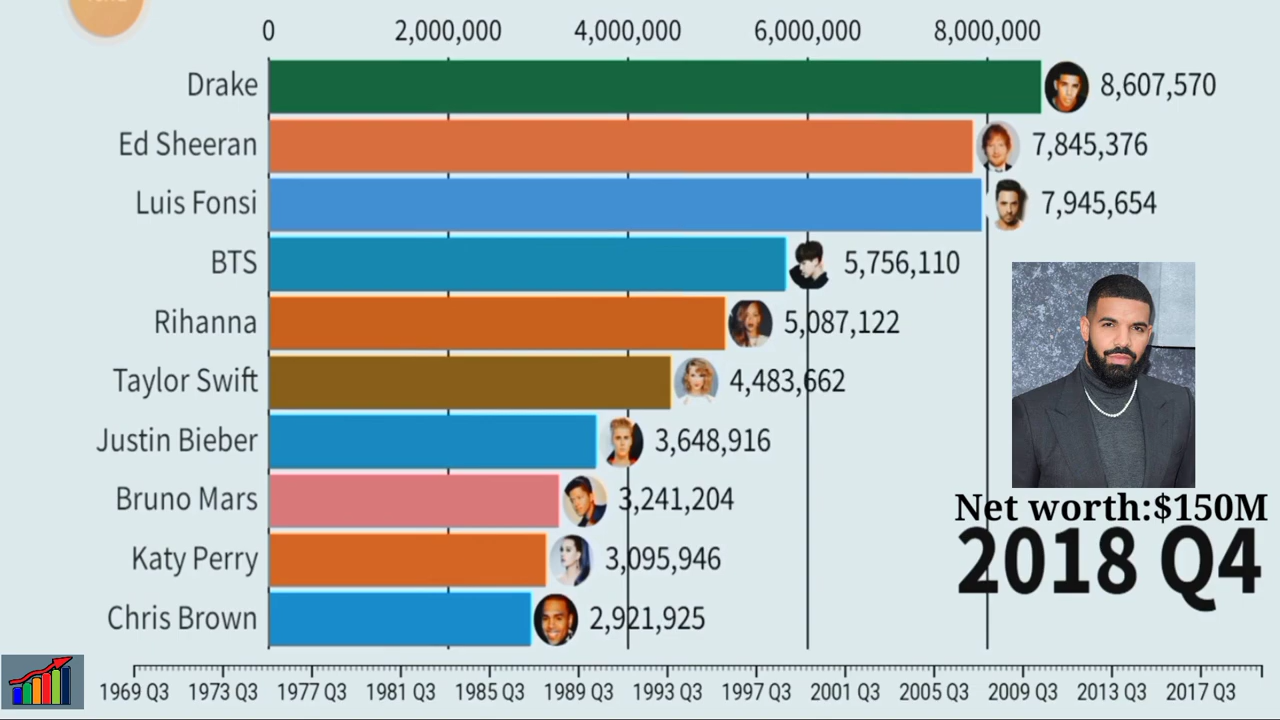 0 2,000,000 4,000,000 6,000,000 8,000,000
Drake 8,607,570
Ed Sheeran 7,845,376
Luis Fonsi 7,945,654
BTS 5,756,110
Rihanna 5,087,122
Taylor Swift 4,483,662
Justin Bieber 3,648,916
Bruno Mars 3,241,204
Katy Perry 3,095,946
Chris Brown 2,921,925
Net worth:$150M
2018 Q4
1969 Q3 1973 Q3 1977 Q3 1981 Q3 1985 Q3 1989 Q3 1993 Q3 1997 Q3 2001 Q3 2005 Q3 2009 Q3 2013 Q3 2017 Q3